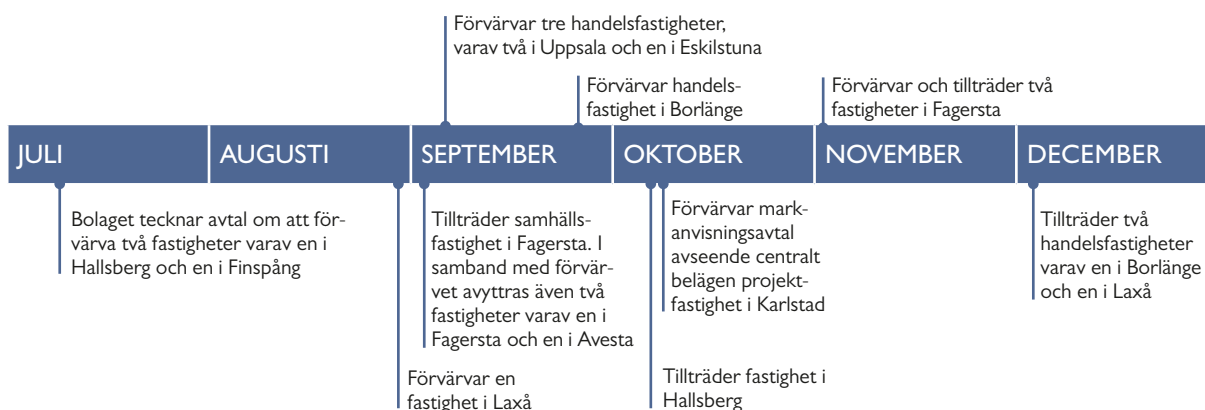 Förvärvar tre handelsfastigheter,
varav två i Uppsala och en i Eskilstuna
Förvärvar handels-
fastighet i Borlänge
Förvärvar och tillträder två
fastigheter i Fagersta
JULI
AUGUSTI
SEPTEMBER
OKTOBER
NOVEMBER
DECEMBER
Bolaget tecknar avtal om att för-
värva två fastigheter varav en i
Hallsberg och en i Finspång
Förvärvar en
fastighet i Laxå
Tillträder samhälls-
fastighet i Fagersta. I
samband med förvär-
vet avyttras även två
fastigheter varav en i
Fagersta och en i Avesta
Tillträder fastighet i
Hallsberg
Förvärvar mark-
anvisningsavtal
avseende centralt
belägen projekt-
fastighet i Karlstad
Tillträder två
handelsfastigheter
varav en i Borlänge
och en i Laxå